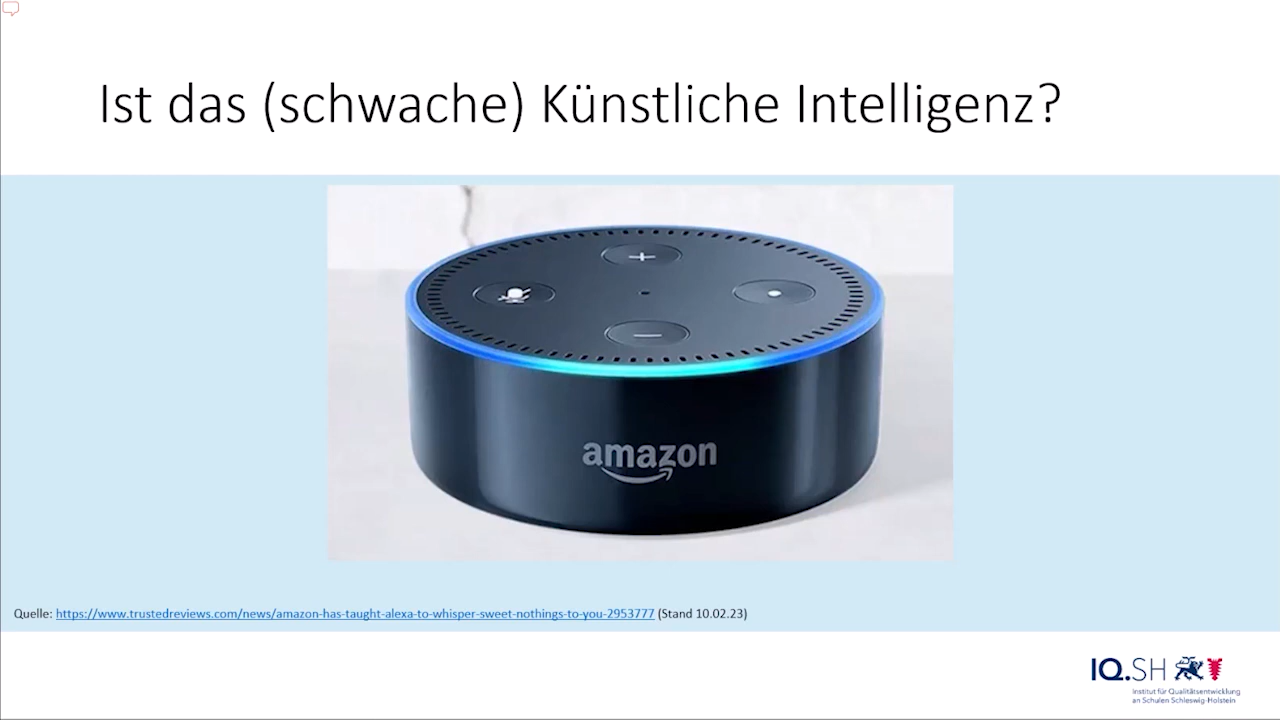 Ist das (schwache) Künstliche Intelligenz?
amazon
Quelle: https://www.trustedreviews.com/news/amazon-has-taught-alexa-to-whisper-sweet-nothings-to-you-2953777 (Stand 10.02.23)
IQ.SH
Institut für Qualitätsentwicklung
an Schulen Schleswig-Holstein